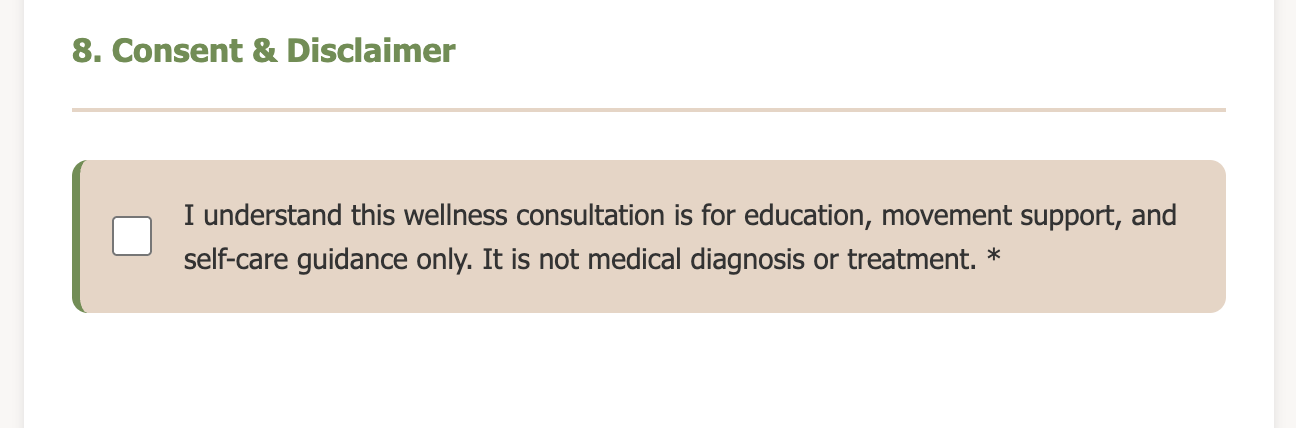 8. Consent & Disclaimer
I understand this wellness consultation is for education, movement support, and
self-care guidance only. It is not medical diagnosis or treatment. *